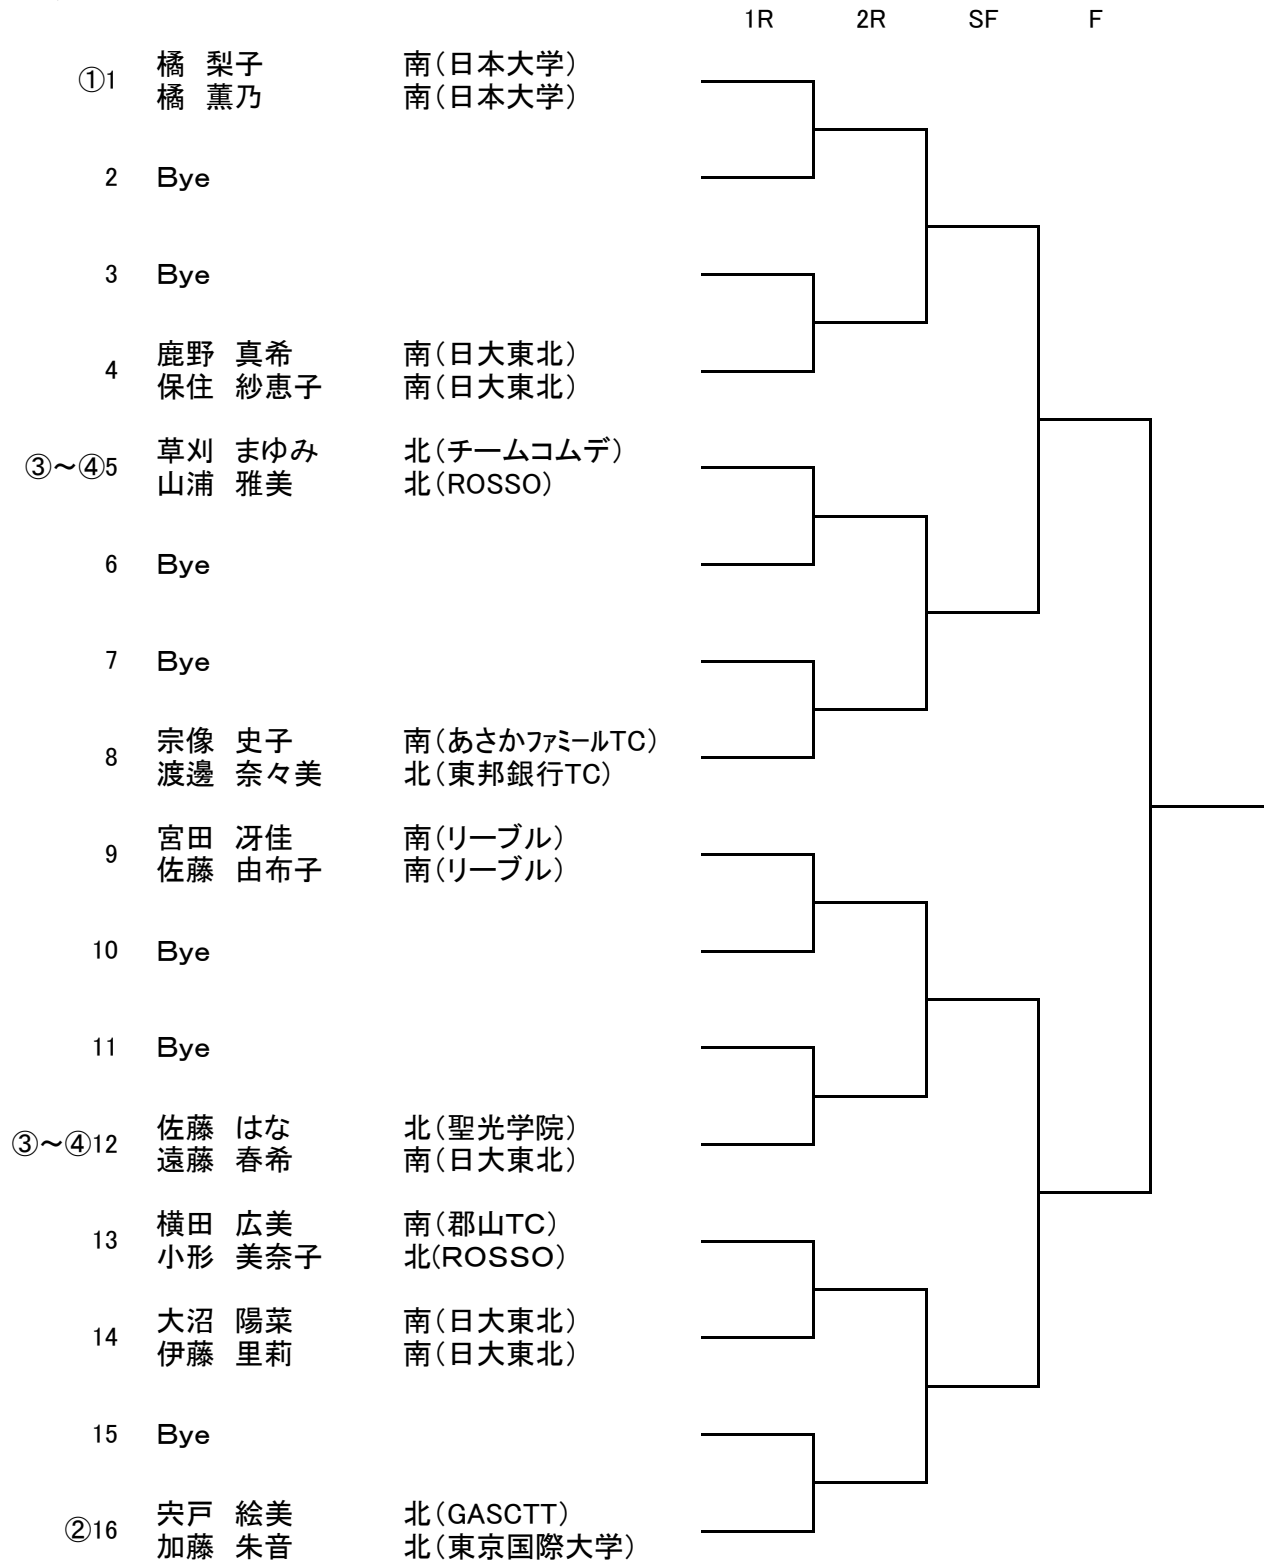 1R 2R SF F
①1 橘 梨子 南（日本大学）
橘 薫乃 南（日本大学）
2 Bye
3 Bye
4 鹿野 真希 南（日大東北）
保住 紗恵子 南（日大東北）
③～④5 草刈 まゆみ 北（チームコムデ）
山浦 雅美 北（ROSSO）
6 Bye
7 Bye
8 宗像 史子 南（あさかﾌｧﾐｰﾙTC）
渡邊 奈々美 北（東邦銀行TC）
9 宮田 冴佳 南（リーブル）
佐藤 由布子 南（リーブル）
10 Bye
11 Bye
③～④12 佐藤 はな 北（聖光学院）
遠藤 春希 南（日大東北）
13 横田 広美 南（郡山TC）
小形 美奈子 北(ROSSO）
14 大沼 陽菜 南（日大東北）
伊藤 里莉 南（日大東北）
15 Bye
②16 宍戸 絵美 北（GASCTT）
加藤 朱音 北（東京国際大学）